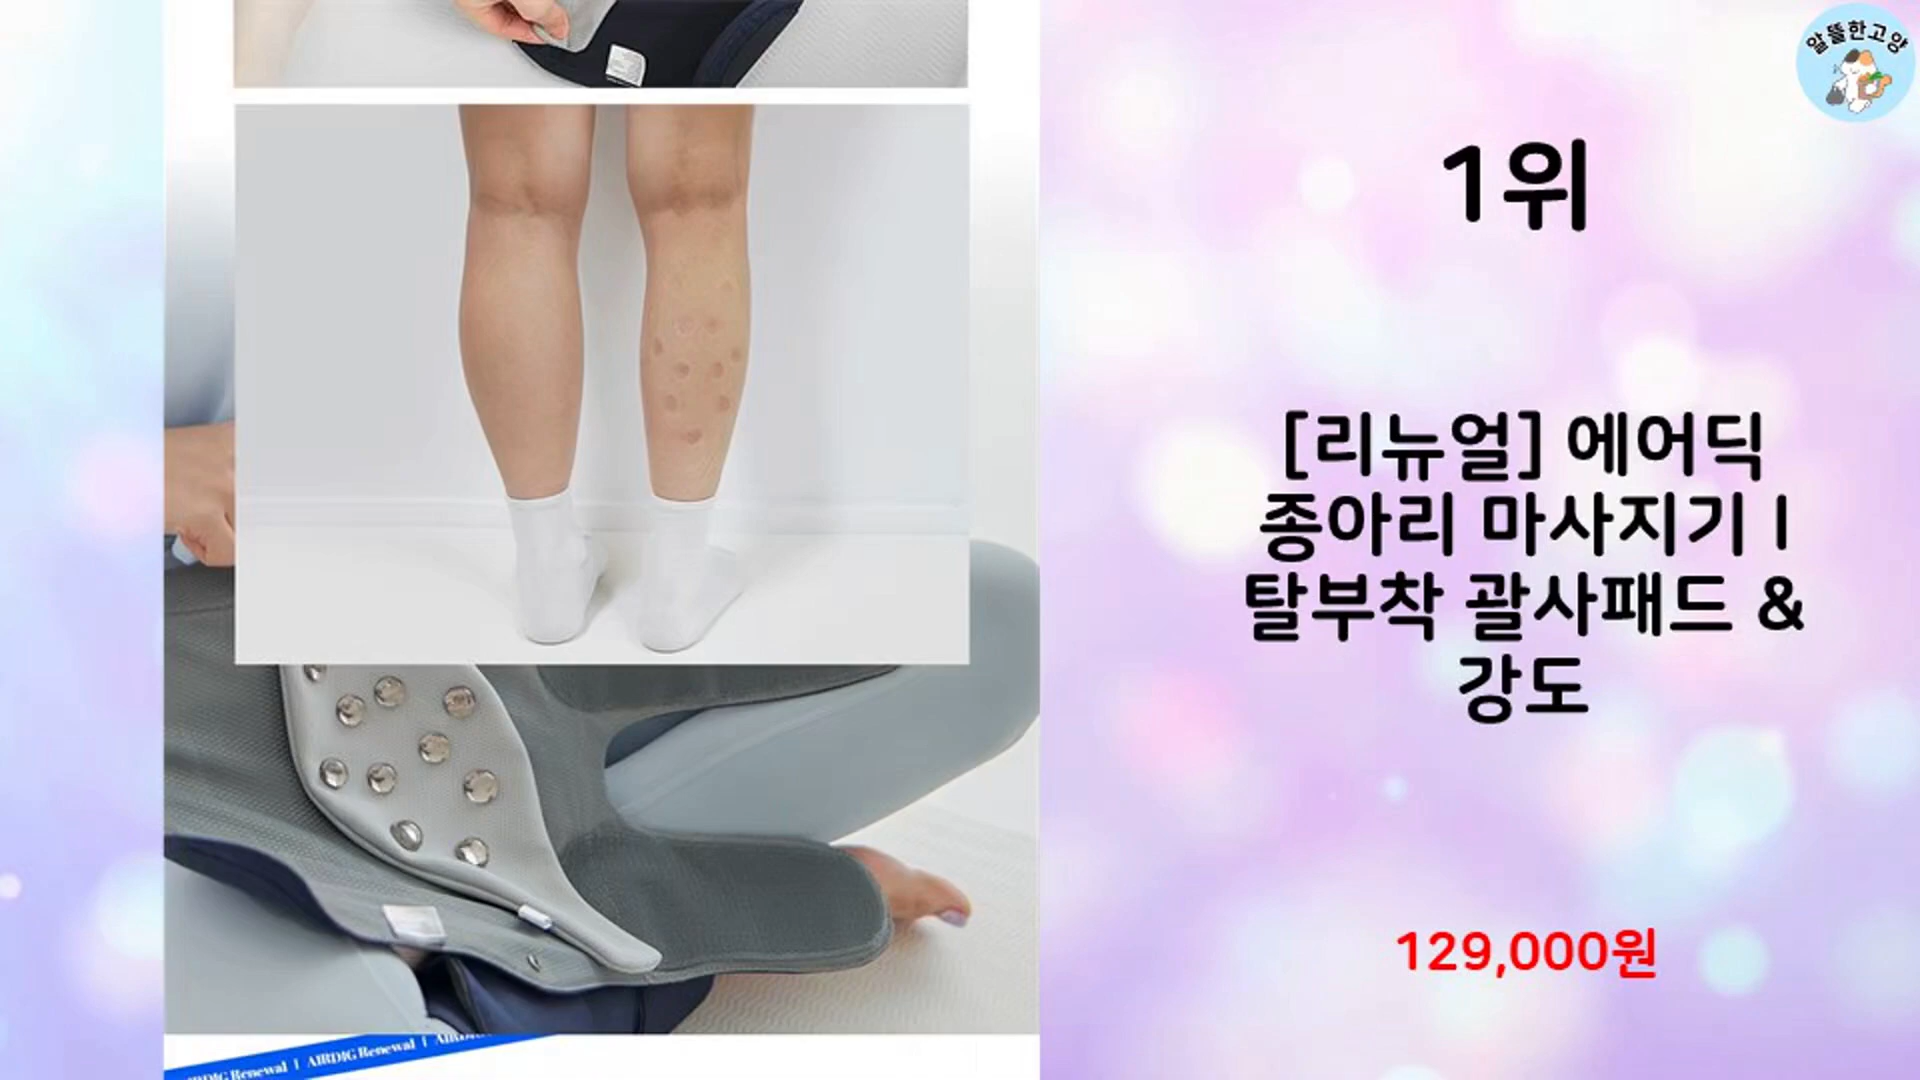 알뜰한고양
1위
[리뉴얼] 에어딕
종아리 마사지기 l
탈부착 괄사패드 &
강도
129,000원
Renewal | AIRDIG Renewal |